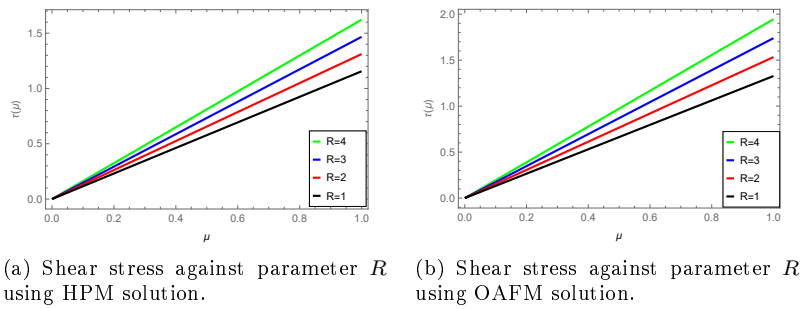 1.5
1.0
0.5
0.0
τ(μ)
0.0 0.2 0.4 0.6 0.8 1.0
μ
R=4
R=3
R=2
R=1
(a) Shear stress against parameter R
using HPM solution.
2.0
1.5
1.0
0.5
0.0
τ(μ)
0.0 0.2 0.4 0.6 0.8 1.0
μ
R=4
R=3
R=2
R=1
(b) Shear stress against parameter R
using OAFM solution.